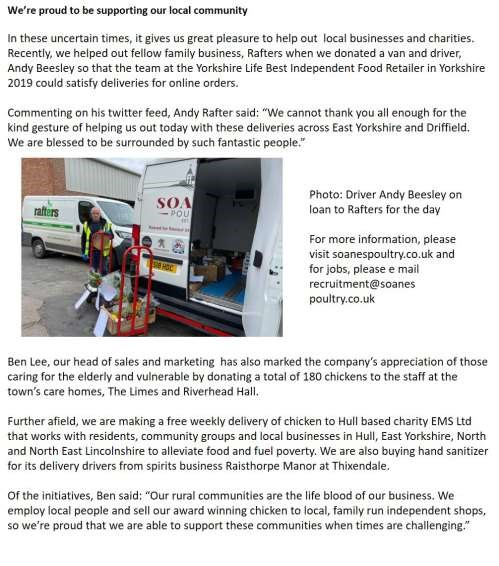 We're proud to be supporting our local community
In these uncertain times, it gives us great pleasure to help out  local businesses and charities.
Recently, we helped out fellow family business, Rafters when we donated a van and driver,
Andy Beesley so that the team at the Yorkshire Life Best Independent Food Retailer in Yorkshire
2019 could satisfy deliveries for online orders.
Commenting on his twitter feed, Andy Rafter said: "We cannot thank you all enough for the
kind gesture of helping us out today with these deliveries across East Yorkshire and Driffield.
We are blessed to be surrounded by such fantastic people."
rafters
SOA
POU
Photo: Driver Andy Beesley on
loan to Rafters for the day
For more information, please
visit soanespoultry.co.uk and
for jobs, please e mail
recruitment@soanes
poultry.co.uk
Ben Lee, our head of sales and marketing  has also marked the company's appreciation of those
caring for the elderly and vulnerable by donating a total of 180 chickens to the staff at the
town's care homes, The Limes and Riverhead Hall.
Further afield, we are making a free weekly delivery of chicken to Hull based charity EMS Ltd
that works with residents, community groups and local businesses in Hull, East Yorkshire, North
and North East Lincolnshire to alleviate food and fuel poverty. We are also buying hand sanitizer
for its delivery drivers from spirits business Raisthorpe Manor at Thixendale.
Of the initiatives, Ben said: "Our rural communities are the life blood of our business. We
employ local people and sell our award winning chicken to local, family run independent shops,
so we're proud that we are able to support these communities when times are challenging."